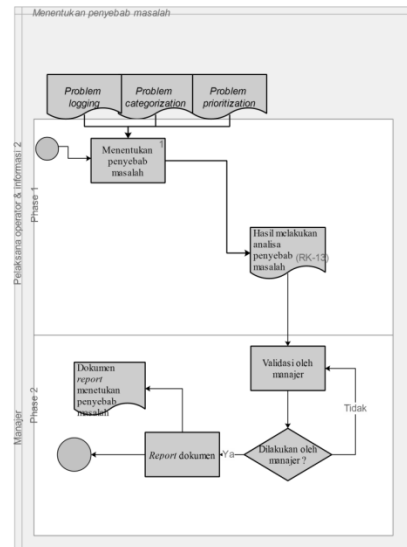 Menentukan penyebab masalah
Problem
logging
Problem
categorization
Problem
prioritization
Pelaksana operator & informasi 2
Phase 1
1
Menentukan
penyebab
masalah
Hasil melakukan
analisa
penyebab (RK-13)
masalah
Manajer
Phase 2
Validasi oleh
manajer
Tidak
Dilakukan oleh
manajer ?
Ya
Report dokumen
Dokumen
report
menetukan
penyebab
masalah